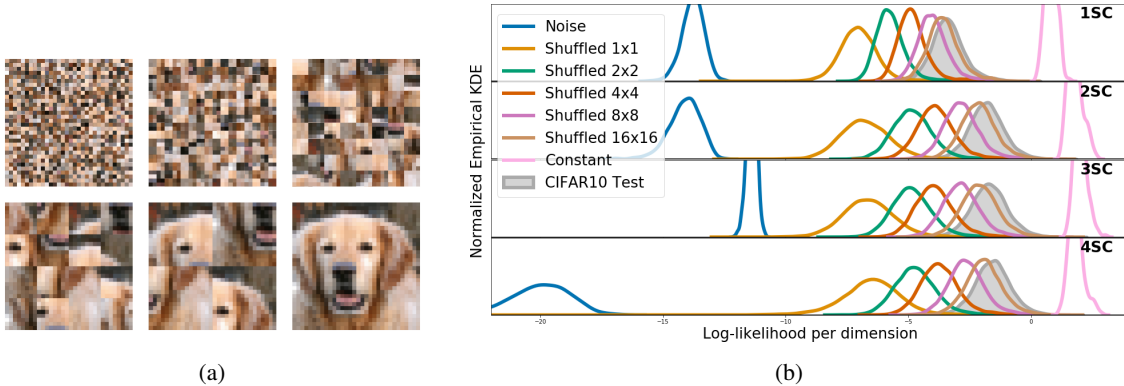 Normalized Empirical KDE
Noise
Shuffled 1x1
Shuffled 2x2
Shuffled 4x4
Shuffled 8x8
Shuffled 16x16
Constant
CIFAR10 Test
1SC
2SC
3SC
4SC
−20
−15
−10
−5
0
Log-likelihood per dimension
(a)
(b)